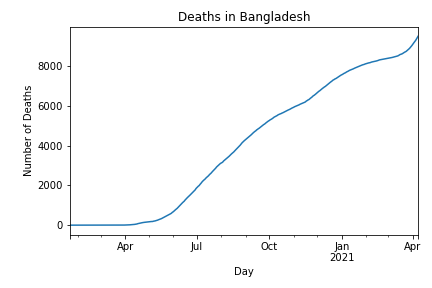 Deaths in Bangladesh
8000
6000
4000
2000
0
Number of Deaths
Apr Jul Oct Jan Apr
2021
Day